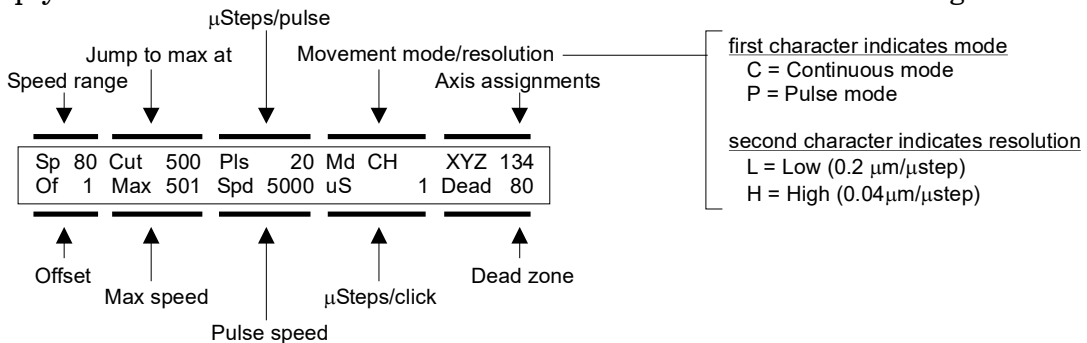 μSteps/pulse
Jump to max at
Movement mode/resolution
Speed range
Axis assignments
first character indicates mode
C = Continuous mode
P = Pulse mode
second character indicates resolution
L = Low (0.2 μm/μstep)
H = High (0.04μm/μstep)
Sp 80 Cut 500 Pls 20 Md CH XYZ 134
Of 1 Max 501 Spd 5000 uS 1 Dead 80
Offset
Dead zone
Max speed
μSteps/click
Pulse speed